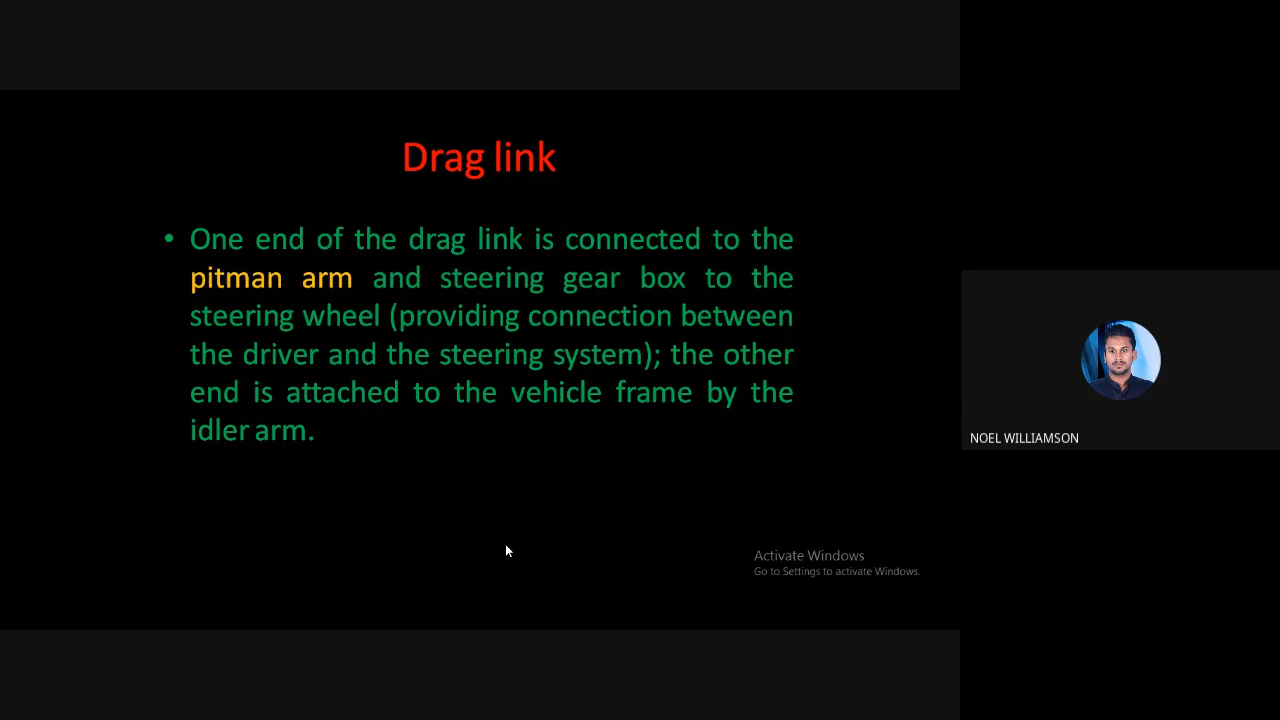 Drag link
• One end of the drag link is connected to the
pitman arm and steering gear box to the
steering wheel (providing connection between
the driver and the steering system); the other
end is attached to the vehicle frame by the
idler arm.
NOEL WILLIAMSON
Activate Windows
Go to Settings to activate Windows.